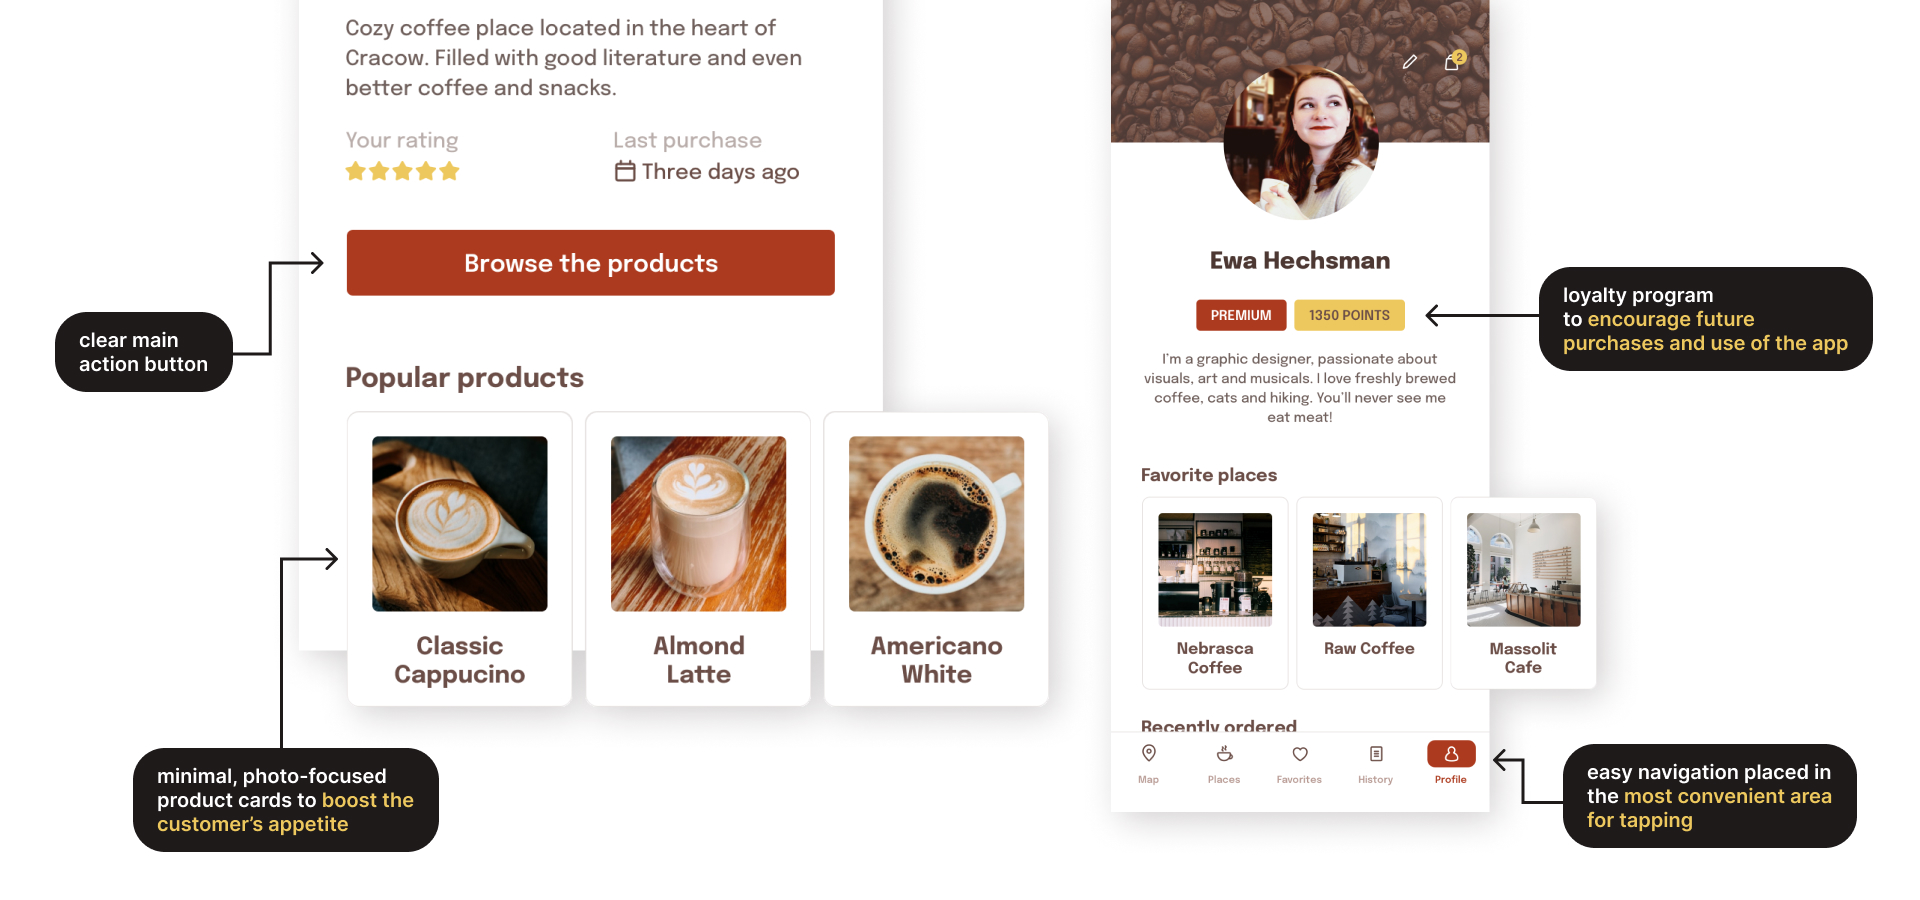 Cozy coffee place located in the heart of
Cracow. Filled with good literature and even
better coffee and snacks.
Your rating
Last purchase
Three days ago
Browse the products
clear main
action button
Popular products
Classic
Cappucino
Almond
Latte
Americano
White
minimal, photo-focused
product cards to boost the
customer's appetite
2
Ewa Hechsman
PREMIUM
1350 POINTS
loyalty program
to encourage future
purchases and use of the app
I'm a graphic designer, passionate about
visuals, art and musicals. I love freshly brewed
coffee, cats and hiking. You'll never see me
eat meat!
Favorite places
Nebrasca
Coffee
Raw Coffee
Massolit
Cafe
Recently ordered
Map
Places
Favorites
History
Profile
easy navigation placed in
the most convenient area
for tapping